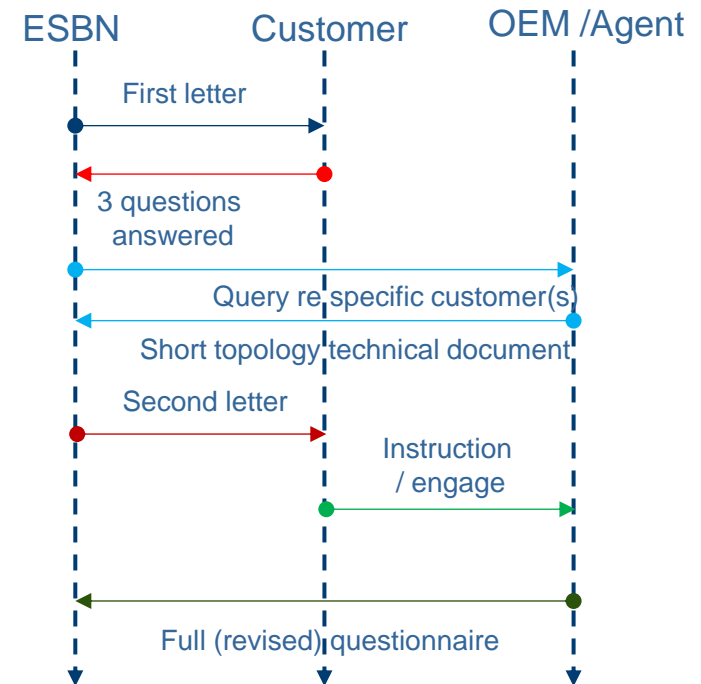 ESBN Customer OEM /Agent
First letter
3 questions
answered
Query re specific customer(s)
Short topology technical document
Second letter
Instruction
/ engage
Full (revised) questionnaire